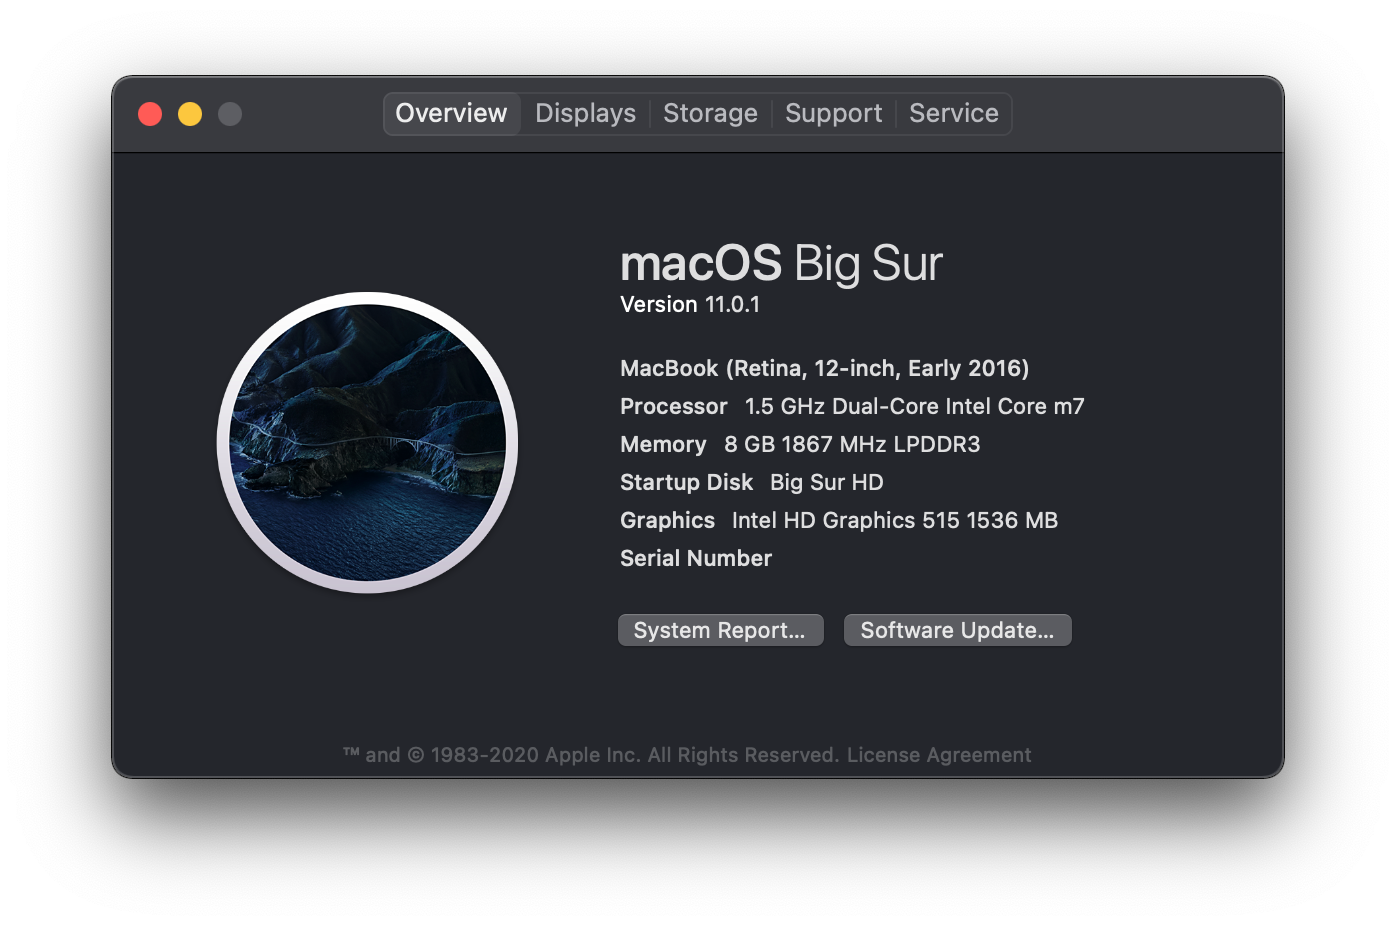 Overview Displays Storage Support Service
macOS Big Sur
Version 11.0.1
MacBook (Retina, 12-inch, Early 2016)
Processor 1.5 GHz Dual-Core Intel Core m7
Memory 8 GB 1867 MHz LPDDR3
Startup Disk Big Sur HD
Graphics Intel HD Graphics 515 1536 MB
Serial Number
System Report... Software Update...
™ and © 1983-2020 Apple Inc. All Rights Reserved. License Agreement